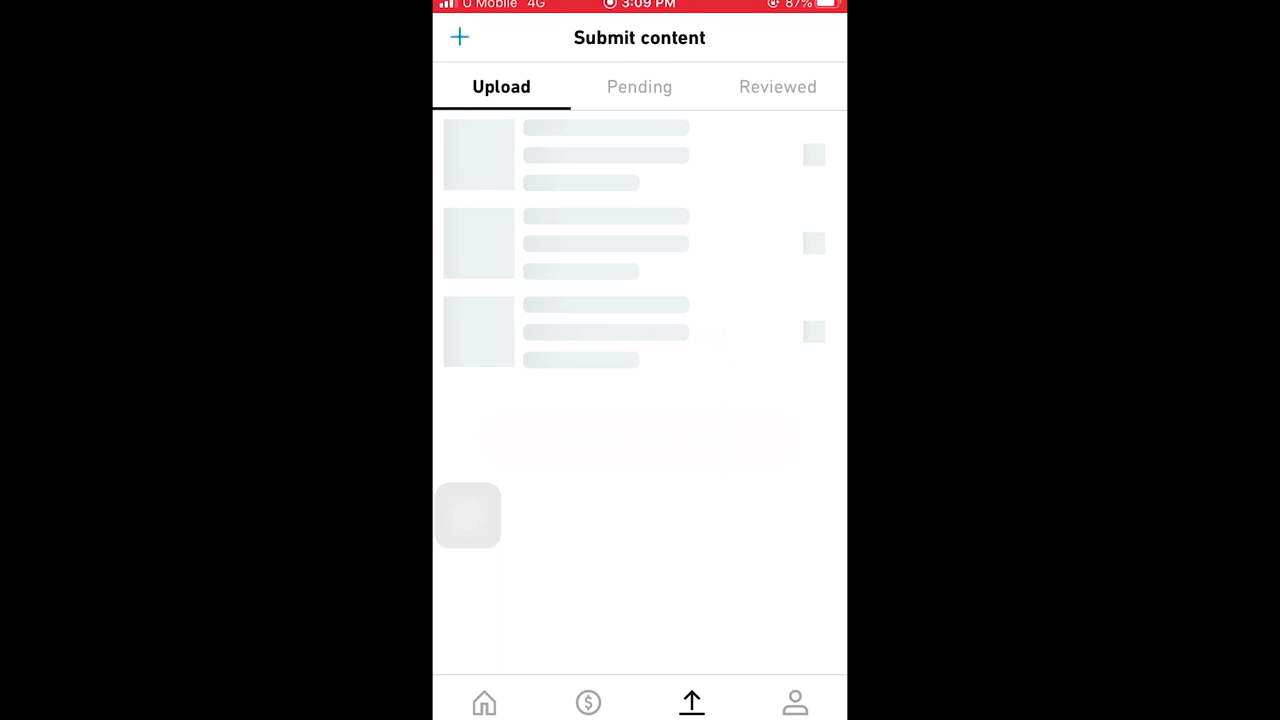 U Mobile 4G 3:09 PM 87%
Submit content
Upload Pending Reviewed